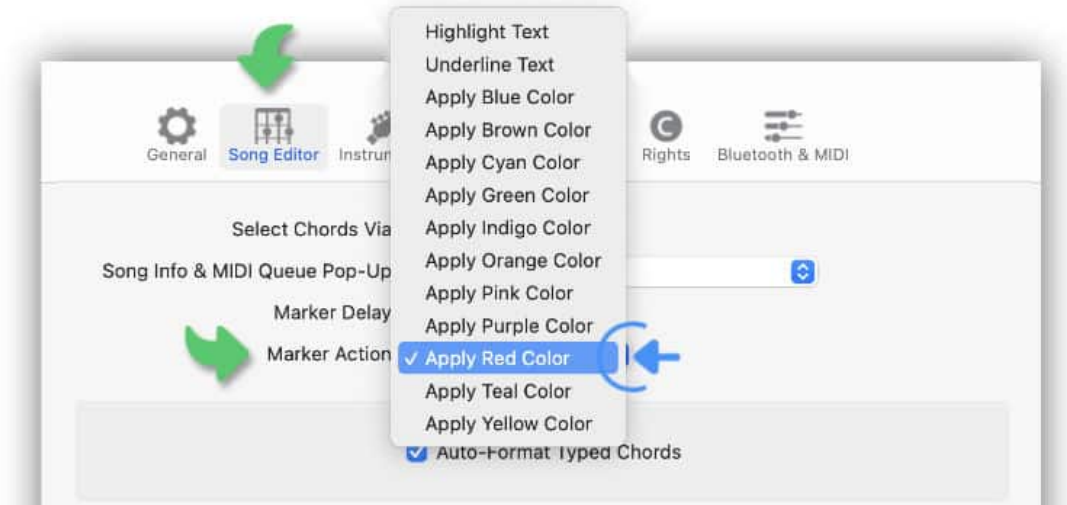 Highlight Text
Underline Text
Apply Blue Color
Apply Brown Color
Apply Cyan Color
Apply Green Color
Apply Indigo Color
Apply Orange Color
Apply Pink Color
Apply Purple Color
✓ Apply Red Color
Apply Teal Color
Apply Yellow Color
General Song Editor Instrum Rights Bluetooth & MIDI
Select Chords Via
Song Info & MIDI Queue Pop-Up
Marker Delay
Marker Action
Auto-Format Typed Chords